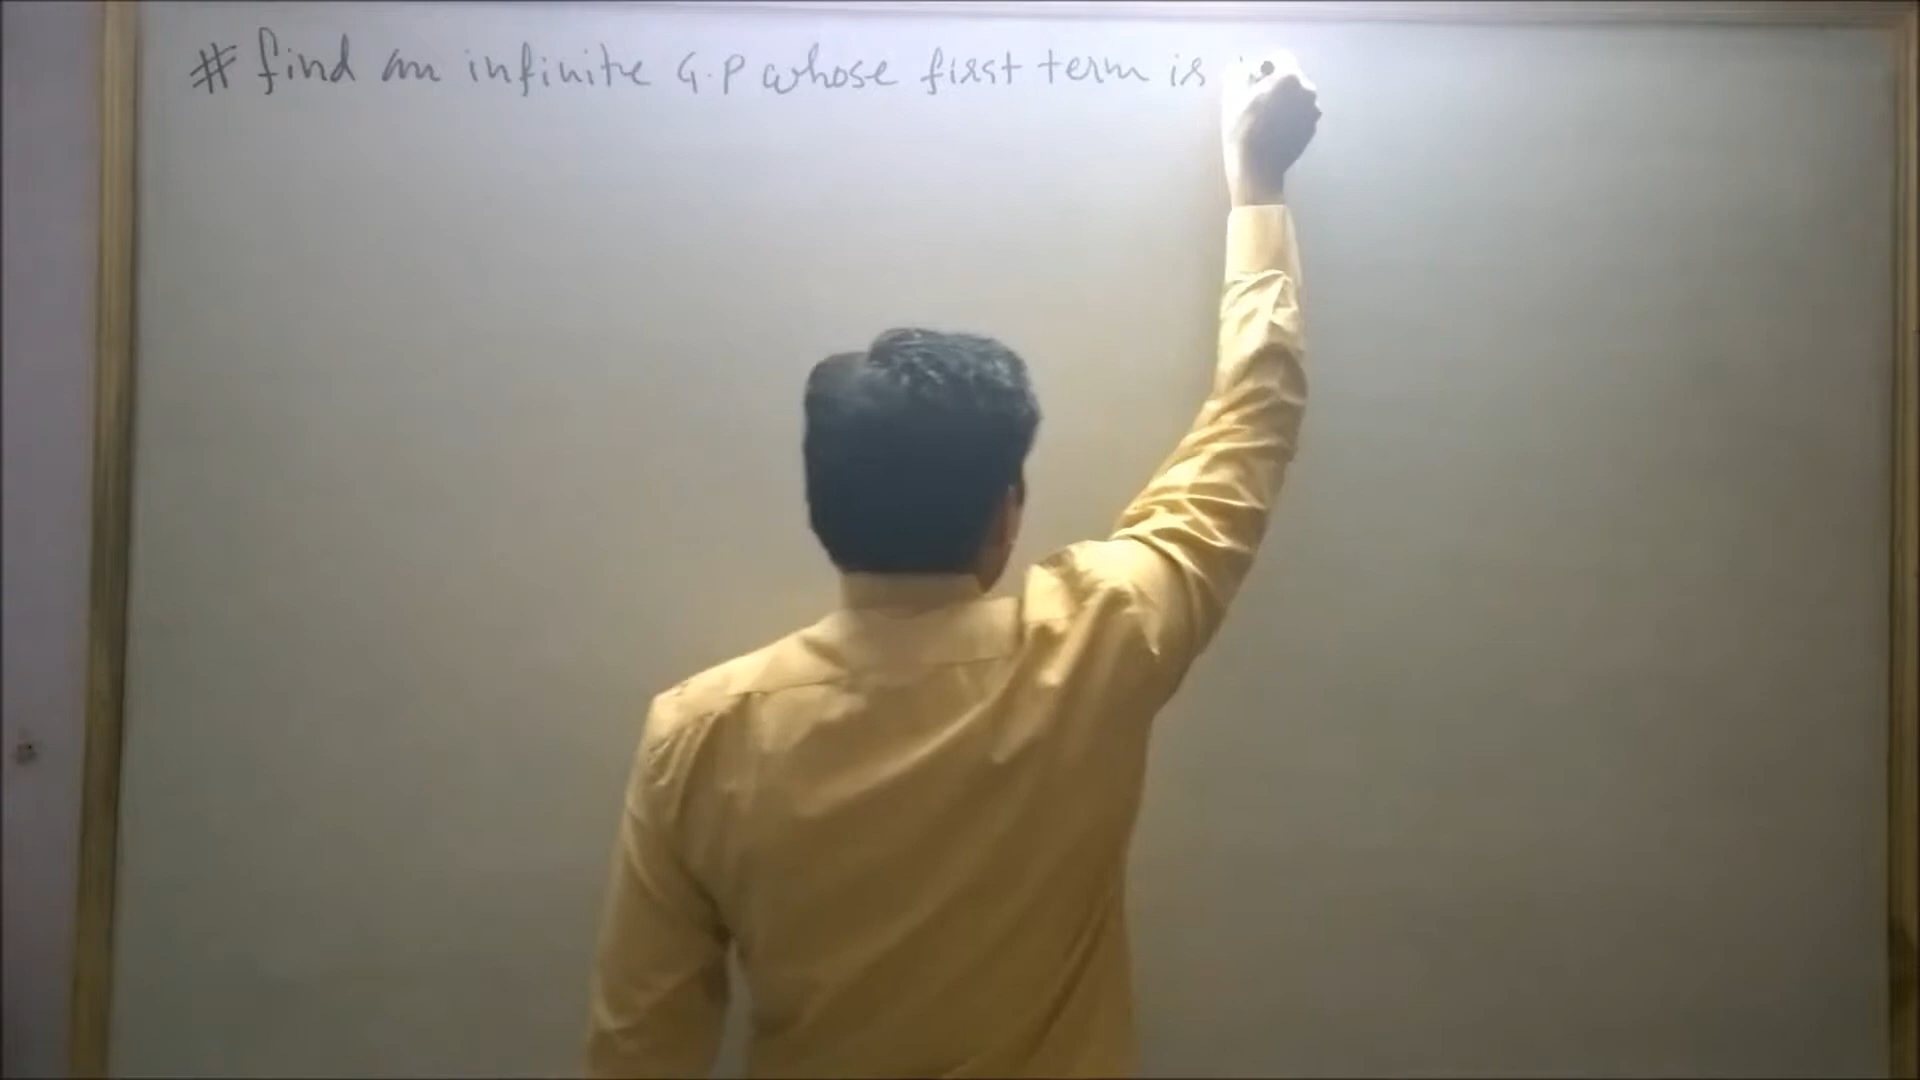 # find an infinite G.P whose first term is